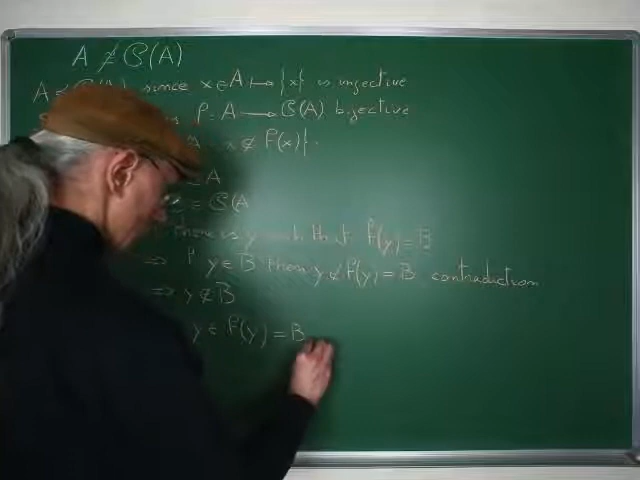 A ⊀ P(A)
A since x ∈ A ↦ {x} is injective
f : A → P(A) bijective
A : x ∉ f(x)}.
A
= P(A
there is y such that f(y) = B
⇒ If y ∈ B then y ∉ f(y) = B contradiction
⇒ y ∉ B
y ∈ f(y) = B